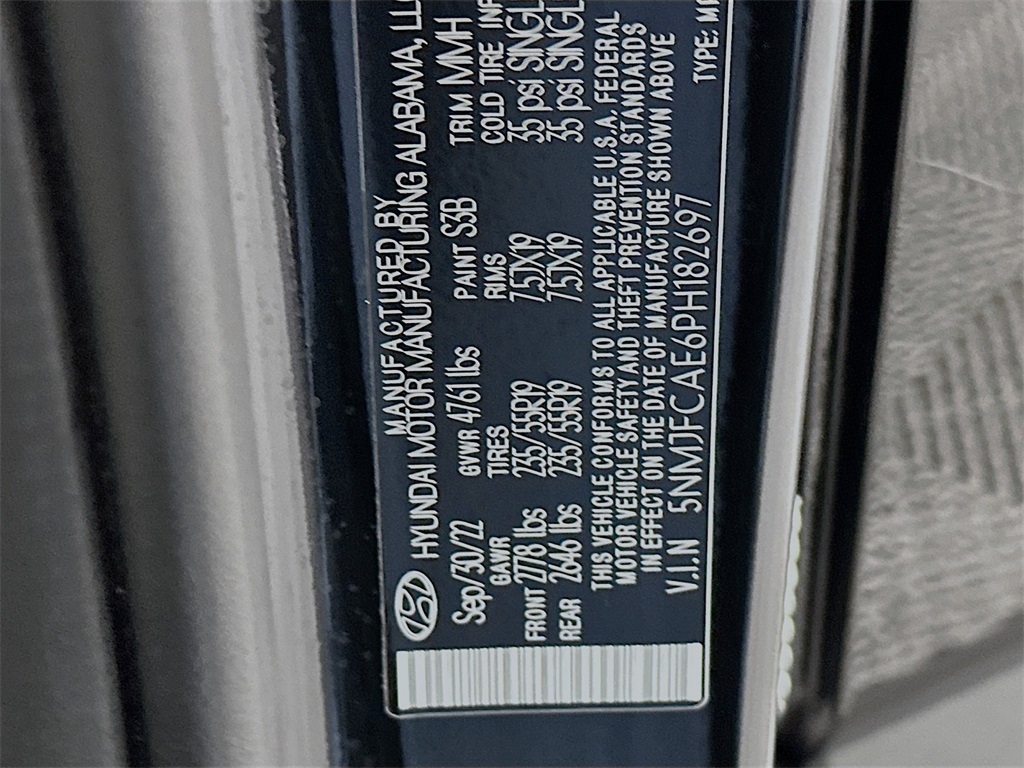 MANUFACTURED BY
HYUNDAI MOTOR MANUFACTURING ALABAMA, LLC
Sep/30/22 GVWR 4761 lbs PAINT S3B TRIM MMH
GAWR TIRES RIMS COLD TIRE INF
FRONT 2778 lbs 235/55R19 7.5JX19 35 psi SINGL
REAR 2646 lbs 235/55R19 7.5JX19 35 psi SINGL
THIS VEHICLE CONFORMS TO ALL APPLICABLE U.S.A. FEDERAL
MOTOR VEHICLE SAFETY AND THEFT PREVENTION STANDARDS
IN EFFECT ON THE DATE OF MANUFACTURE SHOWN ABOVE
V.I.N 5NMJFCAE6PH182697 TYPE: MP